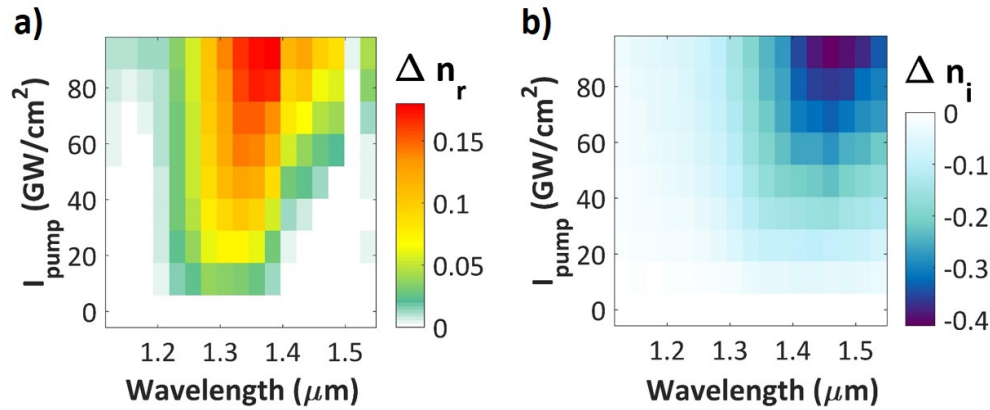 a)
I_pump (GW/cm²)
80
60
40
20
0
1.2 1.3 1.4 1.5
Wavelength (μm)
Δ n_r
0.15
0.1
0.05
0
b)
I_pump (GW/cm²)
80
60
40
20
0
1.2 1.3 1.4 1.5
Wavelength (μm)
Δ n_i
0
-0.1
-0.2
-0.3
-0.4